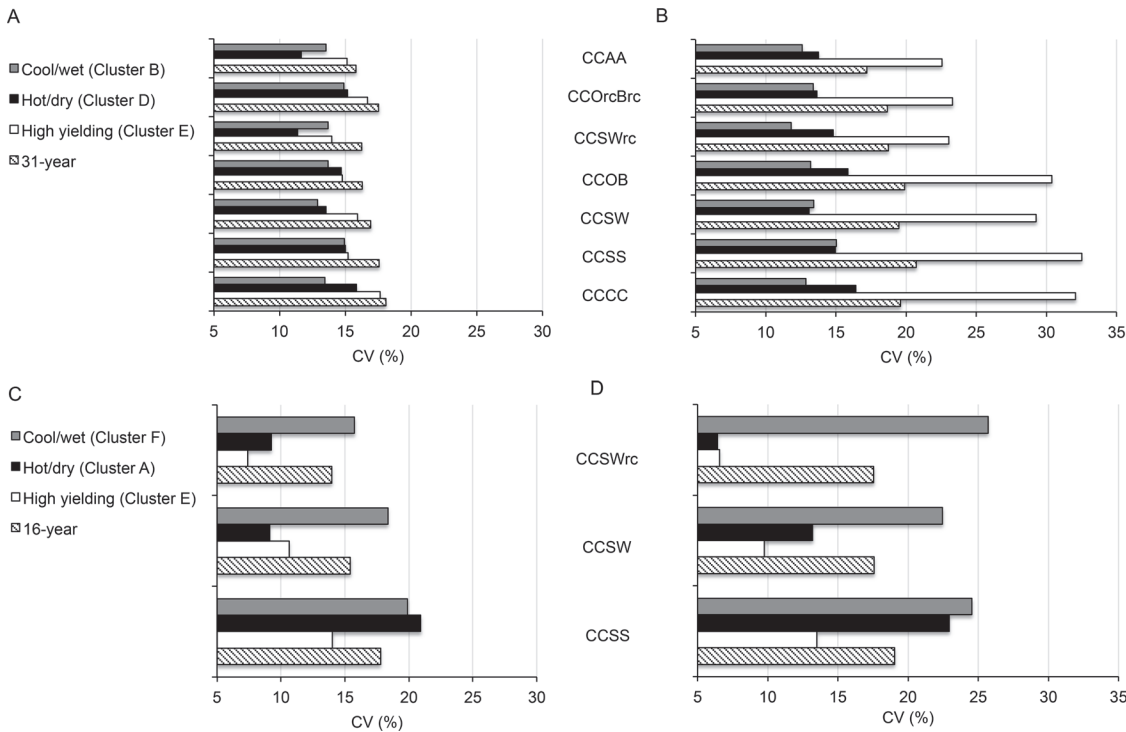 A
B
Cool/wet (Cluster B)
Hot/dry (Cluster D)
High yielding (Cluster E)
31-year
CCAA
CCOrcBrc
CCSWrc
CCOB
CCSW
CCSS
CCCC
5 10 15 20 25 30
CV (%)
5 10 15 20 25 30 35
CV (%)
C
D
Cool/wet (Cluster F)
Hot/dry (Cluster A)
High yielding (Cluster E)
16-year
CCSWrc
CCSW
CCSS
5 10 15 20 25 30
CV (%)
5 10 15 20 25 30 35
CV (%)